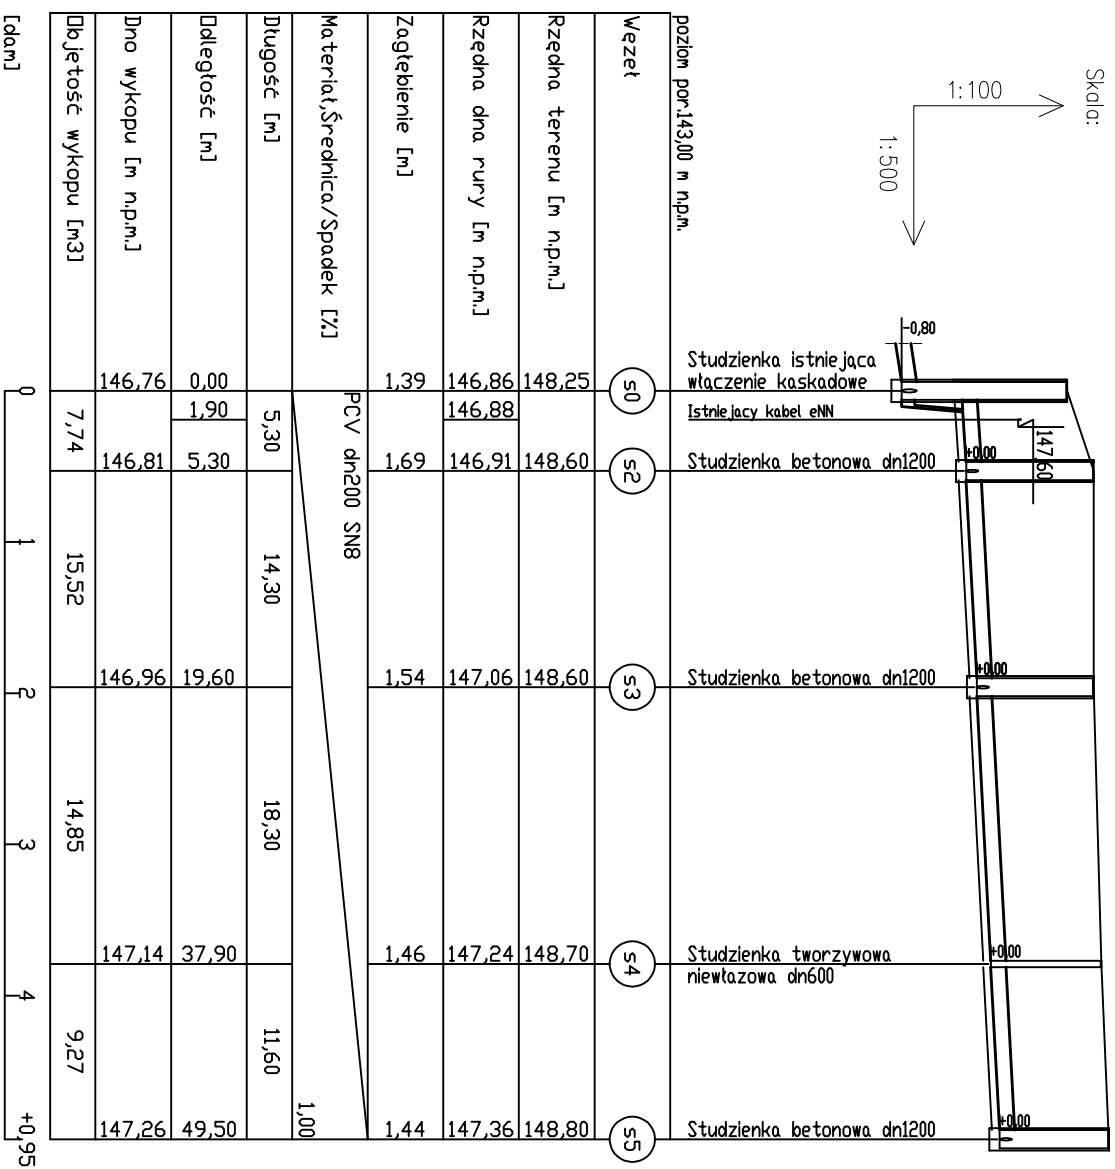 Skala:
1:100
1:500
-0,80
147,60
+0,00
+0,00
+0,00
+0,00
poziom por.143,00 m n.p.m.
Studzienka istniejąca
włączenie kaskadowe
Istniejacy kabel eNN
Studzienka betonowa dn1200
Studzienka betonowa dn1200
Studzienka tworzywowa
niewłazowa dn600
Studzienka betonowa dn1200
Węzeł s0 s2 s3 s4 s5
Rzędna terenu [m n.p.m.] 148,25 148,60 148,60 148,70 148,80
Rzędna dna rury [m n.p.m.] 146,86 146,88 146,91 147,06 147,24 147,36
Zagłębienie [m] 1,39 1,69 1,54 1,46 1,44
Materiał,Średnica/Spadek [%] PCV dn200 SN8 1,00
Długość [m] 5,30 14,30 18,30 11,60
Odległość [m] 0,00 1,90 5,30 19,60 37,90 49,50
Dno wykopu [m n.p.m.] 146,76 146,81 146,96 147,14 147,26
Objętość wykopu [m3] 7,74 15,52 14,85 9,27
[dam] 0 1 2 3 4 +0,95